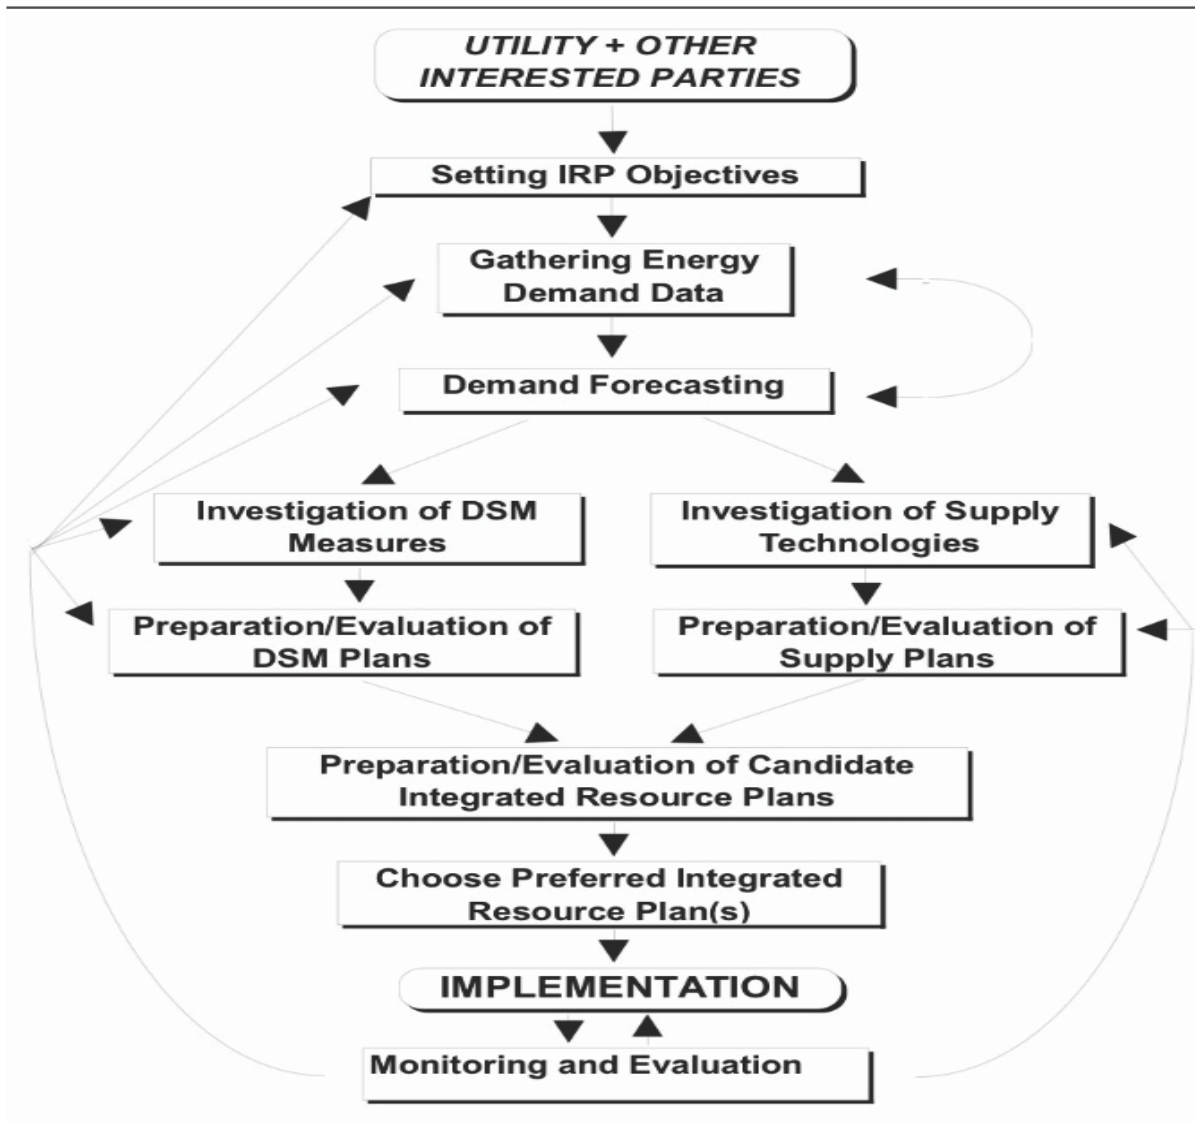 UTILITY + OTHER
INTERESTED PARTIES
Setting IRP Objectives
Gathering Energy
Demand Data
Demand Forecasting
Investigation of DSM
Measures
Investigation of Supply
Technologies
Preparation/Evaluation of
DSM Plans
Preparation/Evaluation of
Supply Plans
Preparation/Evaluation of Candidate
Integrated Resource Plans
Choose Preferred Integrated
Resource Plan(s)
IMPLEMENTATION
Monitoring and Evaluation